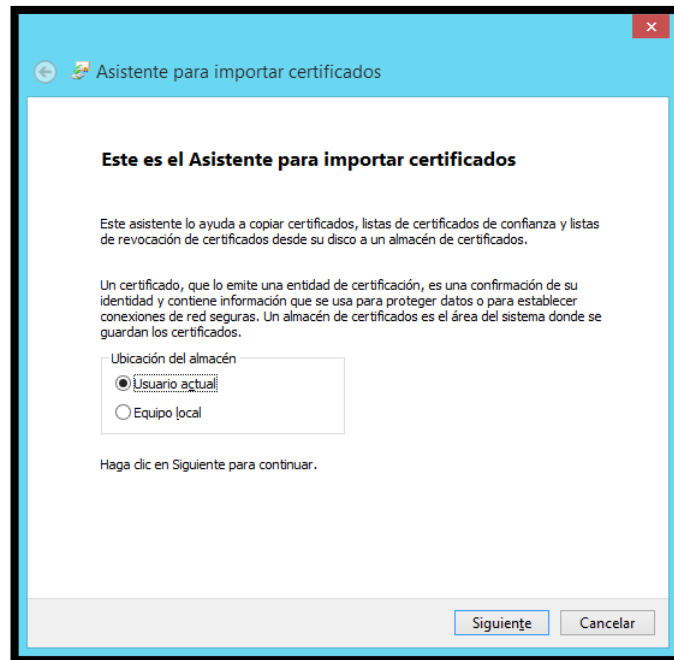 Asistente para importar certificados
Este es el Asistente para importar certificados
Este asistente lo ayuda a copiar certificados, listas de certificados de confianza y listas
de revocación de certificados desde su disco a un almacén de certificados.
Un certificado, que lo emite una entidad de certificación, es una confirmación de su
identidad y contiene información que se usa para proteger datos o para establecer
conexiones de red seguras. Un almacén de certificados es el área del sistema donde se
guardan los certificados.
Ubicación del almacén
Usuario actual
Equipo local
Haga clic en Siguiente para continuar.
Siguiente
Cancelar